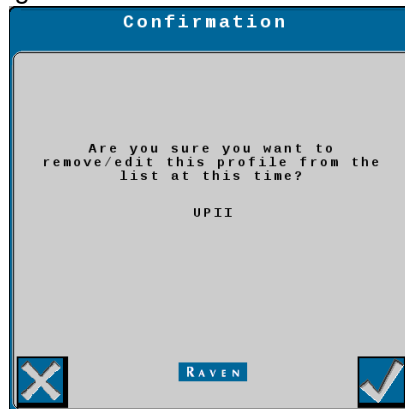 Confirmation
Are you sure you want to
remove/edit this profile from the
list at this time?
UPII
RAVEN